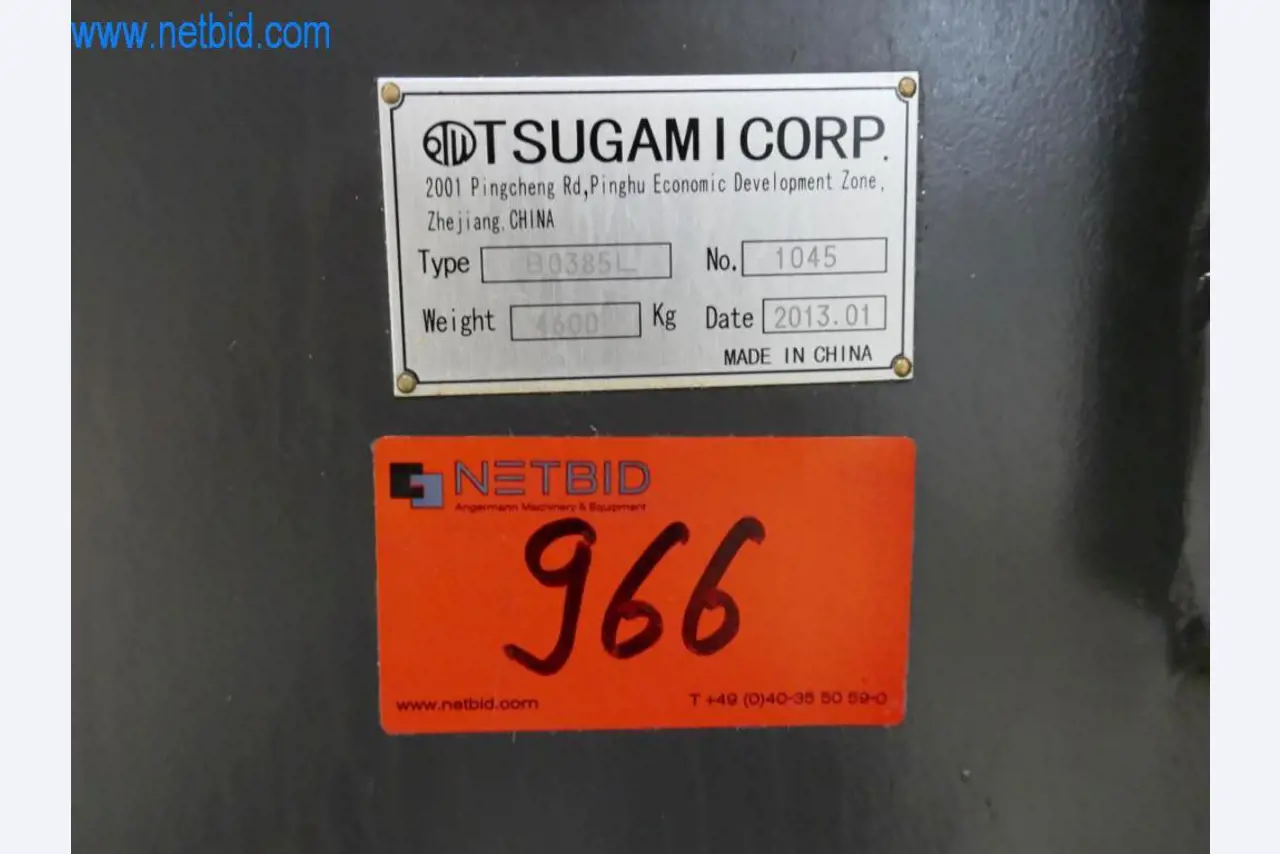 www.netbid.com
TSUGAMI CORP.
2001 Pingcheng Rd,Pinghu Economic Development Zone,
Zhejiang.CHINA
Type B0385L No. 1045
Weight 4600 Kg Date 2013.01
MADE IN CHINA
NETBID
Angermann Machinery & Equipment
966
www.netbid.com T +49 (0)40-35 50 59-0